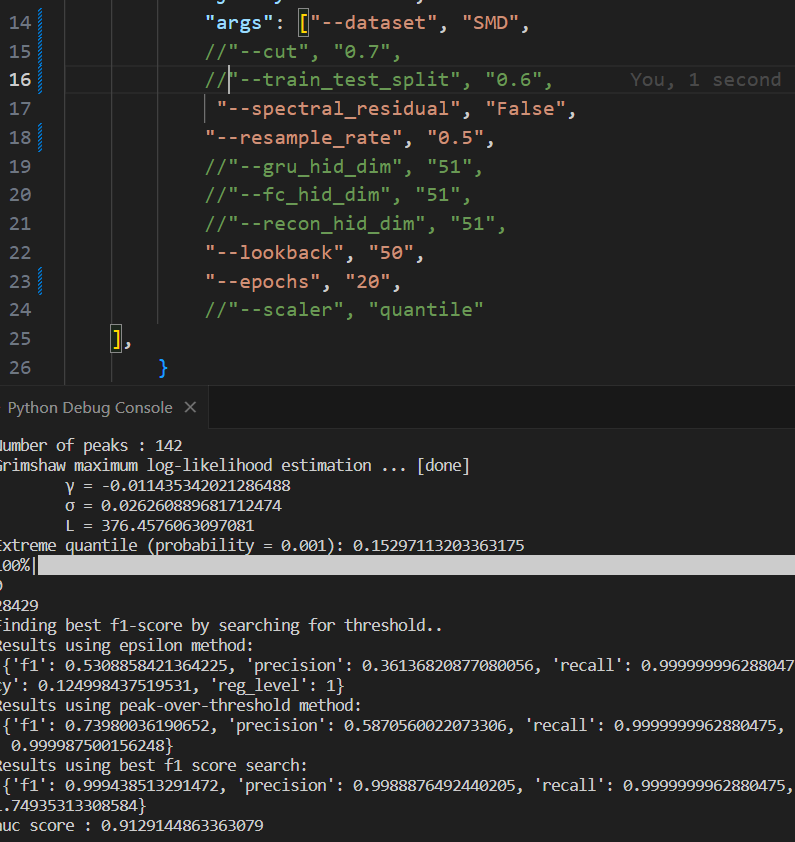 14 "args": ["--dataset", "SMD",
15 //"--cut", "0.7",
16 //"--train_test_split", "0.6", You, 1 second
17 "--spectral_residual", "False",
18 "--resample_rate", "0.5",
19 //"--gru_hid_dim", "51",
20 //"--fc_hid_dim", "51",
21 //"--recon_hid_dim", "51",
22 "--lookback", "50",
23 "--epochs", "20",
24 //"--scaler", "quantile"
25 ],
26 }
Python Debug Console
Number of peaks : 142
Grimshaw maximum log-likelihood estimation ... [done]
γ = -0.011435342021286488
σ = 0.026260889681712474
L = 376.4576063097081
Extreme quantile (probability = 0.001): 0.15297113203363175
100%|
0
28429
Finding best f1-score by searching for threshold..
Results using epsilon method:
{'f1': 0.5308858421364225, 'precision': 0.36136820877080056, 'recall': 0.999999996288047
cy': 0.124998437519531, 'reg_level': 1}
Results using peak-over-threshold method:
{'f1': 0.73980036190652, 'precision': 0.5870560022073306, 'recall': 0.9999999962880475,
0.999987500156248}
Results using best f1 score search:
{'f1': 0.999438513291472, 'precision': 0.9988876492440205, 'recall': 0.9999999962880475,
1.74935313308584}
auc score : 0.9129144863363079